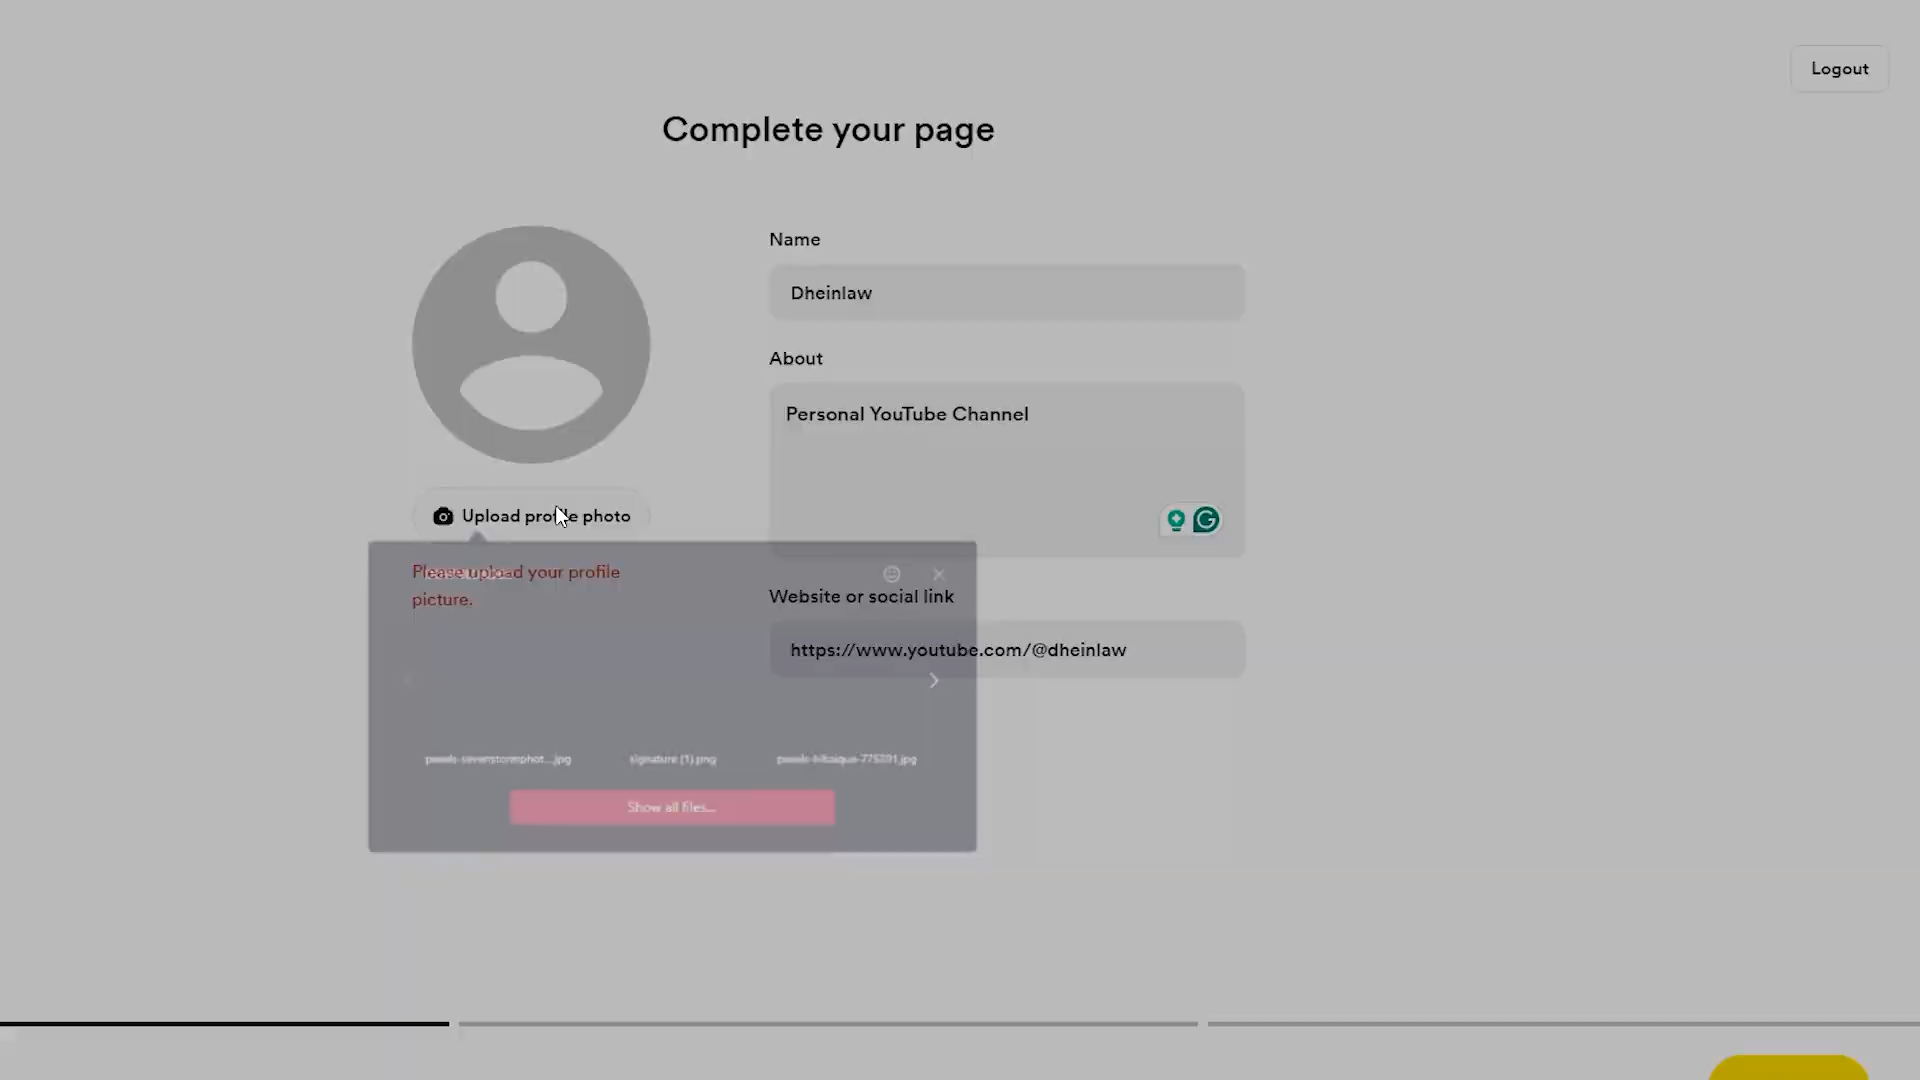 Logout
Complete your page
Name
Dheinlaw
About
Personal YouTube Channel
Upload profile photo
Please upload your profile
picture.
Website or social link
https://www.youtube.com/@dheinlaw
signature (1).png
Show all files...